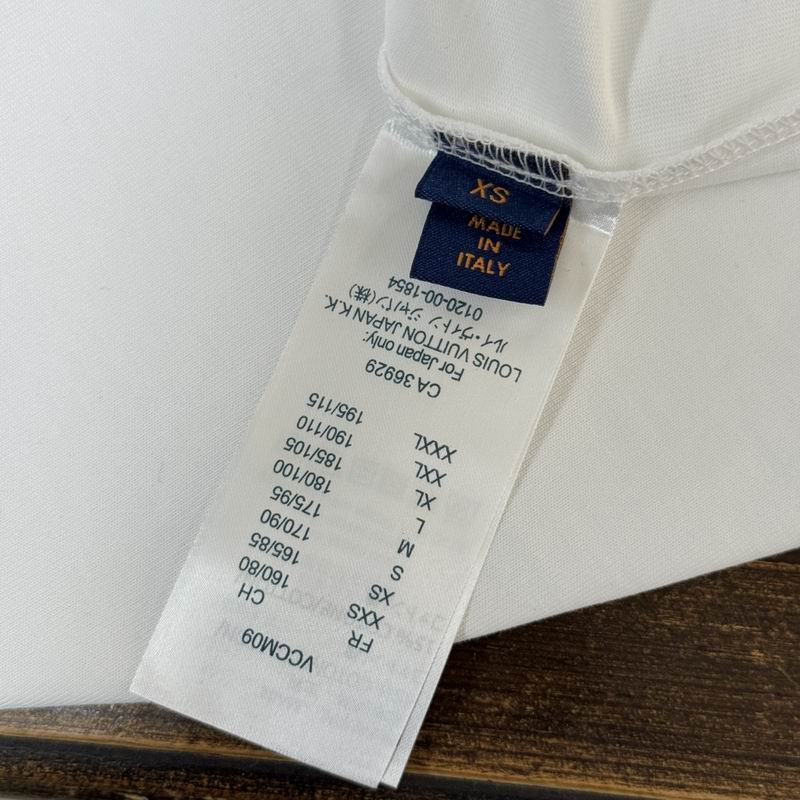 XS
MADE
IN
ITALY
VCCM09
FR CH
XXS 160/80
XS 165/85
S 170/90
M 175/95
L 180/100
XL 185/105
XXL 190/110
XXXL 195/115
CA 36929
For Japan only:
LOUIS VUITTON JAPAN K.K.
ルイ・ヴィトン ジャパン(株)
0120-00-1854